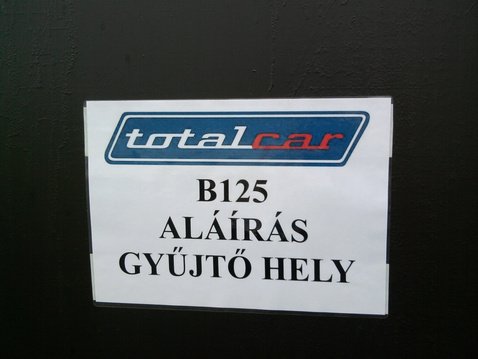 totalcar
B125
ALÁÍRÁS
GYŰJTŐ HELY